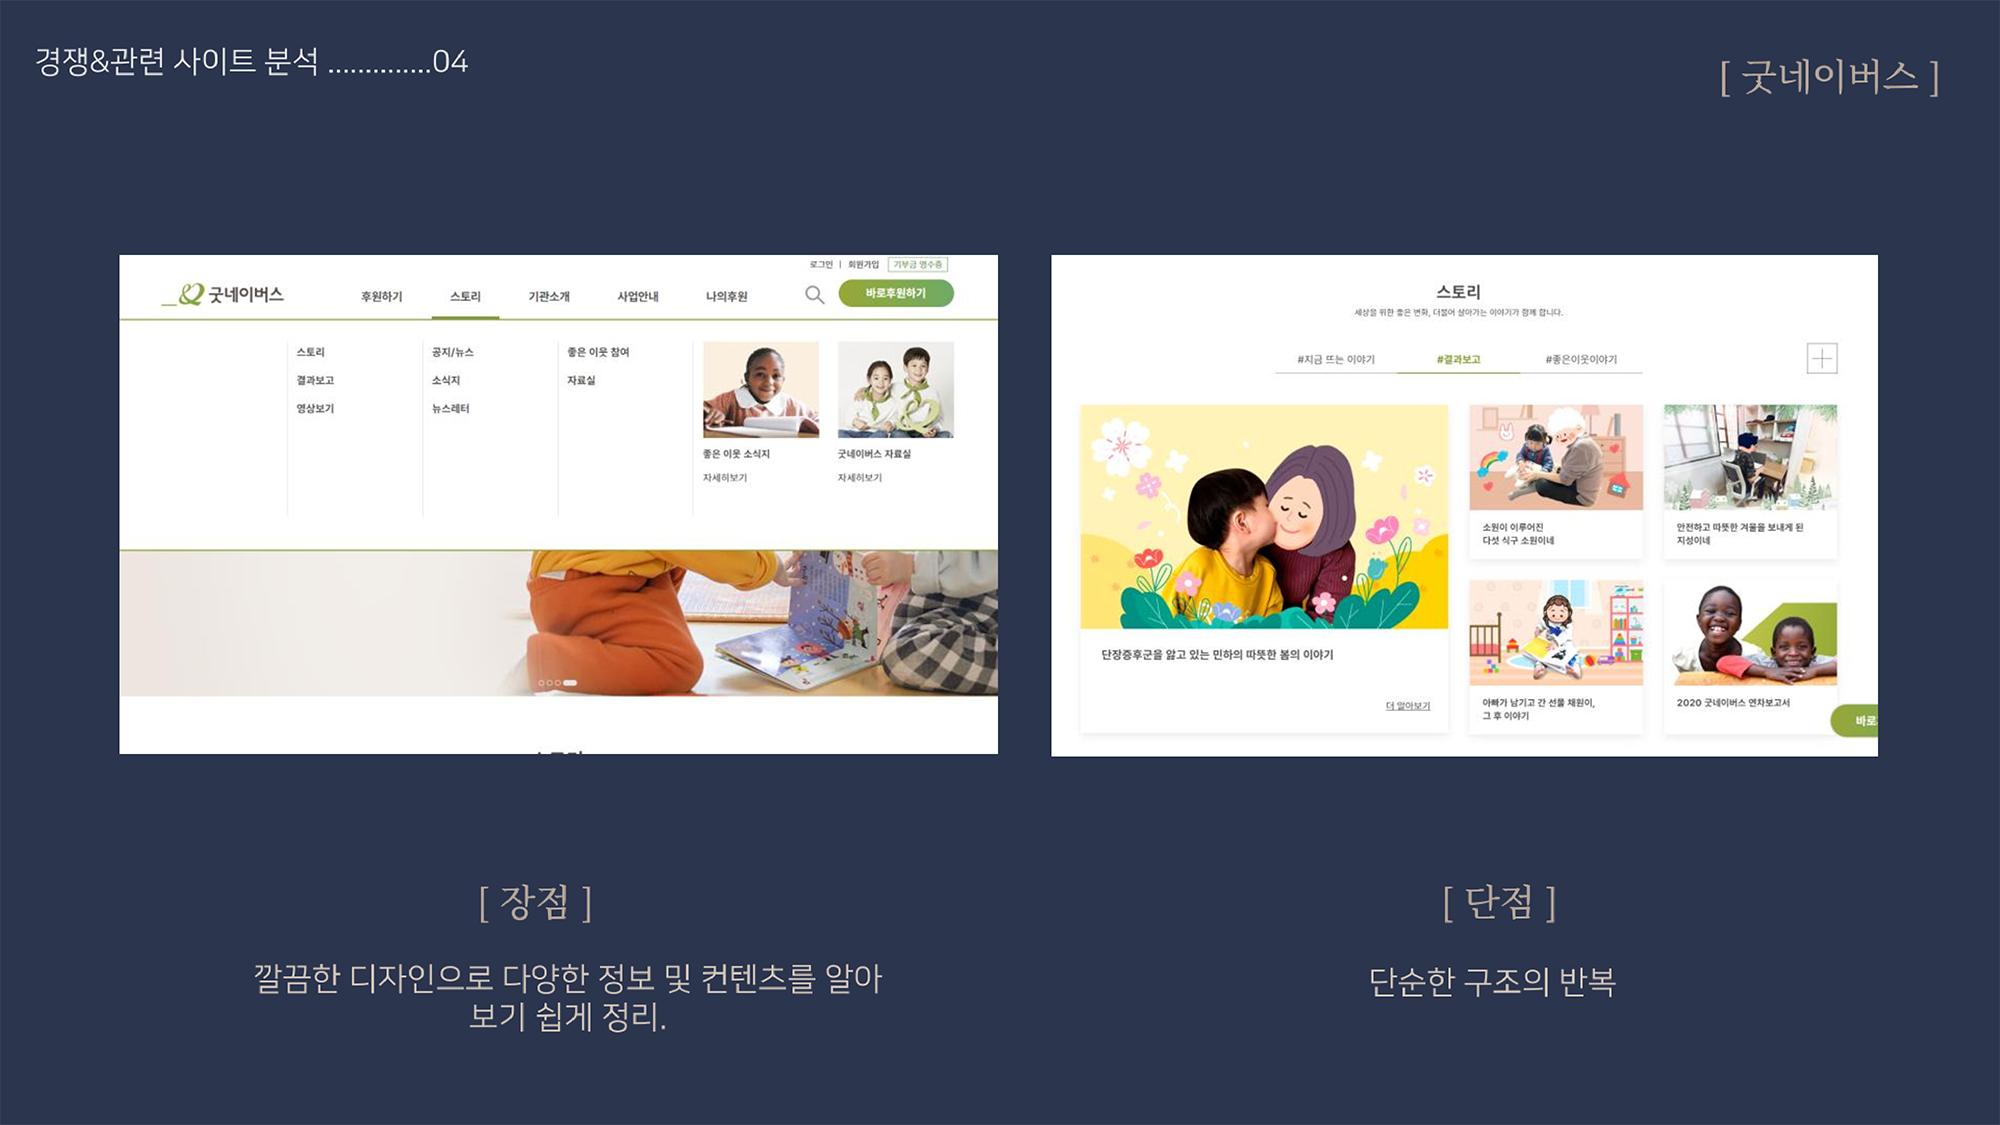 경쟁&관련 사이트 분석 ..............04
[ 굿네이버스 ]
로그인 | 회원가입 기부금 영수증
굿네이버스 후원하기 스토리 기관소개 사업안내 나의후원 바로후원하기
스토리 공지/뉴스 좋은 이웃 참여
결과보고 소식지 자료실
영상보기 뉴스레터
좋은 이웃 소식지 굿네이버스 자료실
자세히보기 자세히보기
스토리
세상을 위한 좋은 변화, 더불어 살아가는 이야기가 함께 합니다.
#지금 뜨는 이야기 #결과보고 #좋은이웃이야기
소원이 이루어진
다섯 식구 소원이네
안전하고 따뜻한 겨울을 보내게 된
지성이네
단장증후군을 앓고 있는 민하의 따뜻한 봄의 이야기
더 알아보기
아빠가 남기고 간 선물 채원이,
그 후 이야기
2020 굿네이버스 연차보고서
바로
[ 장점 ]
깔끔한 디자인으로 다양한 정보 및 컨텐츠를 알아
보기 쉽게 정리.
[ 단점 ]
단순한 구조의 반복